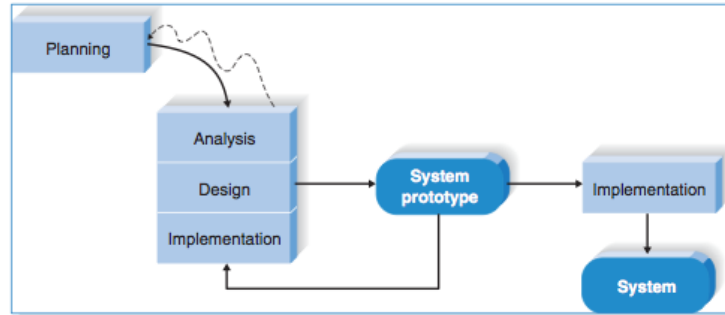 Planning
Analysis
Design
Implementation
System
prototype
Implementation
System